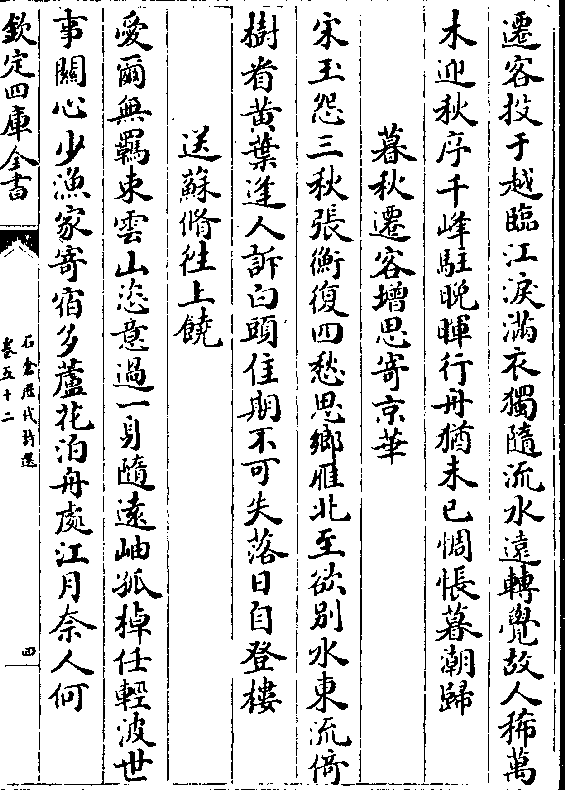 遷客投于越臨江淚滿衣獨隨流水遠轉覺故人稀萬
木迎秋序千峰駐晚暉行舟猶未已惆悵暮潮歸
暮秋遷客增思寄京華
宋玉怨三秋張衡復四愁思鄉雁北至欲別水東流倚
樹看黄葉逢人訴白頭佳期不可失落日自登樓
送蘇脩往上饒
愛爾無羈束雲山恣意過一身隨遠岫孤棹任輕波世
事關心少漁家寄宿多蘆花泊舟處江月奈人何
欽定四庫全書
石倉歷代詩選
卷五十二
四